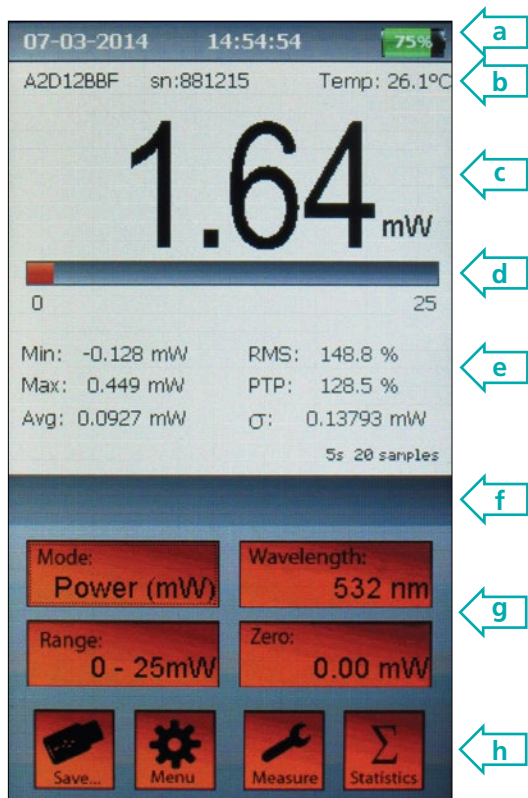 07-03-2014 14:54:54 75%
a
A2D12BBF sn:881215 Temp: 26.1ºC
b
1.64 mW
c
d
0 25
Min: -0.128 mW RMS: 148.8 %
e
Max: 0.449 mW PTP: 128.5 %
Avg: 0.0927 mW σ: 0.13793 mW
5s 20 samples
f
Mode: Wavelength:
Power (mW) 532 nm
g
Range: Zero:
0 - 25mW 0.00 mW
Σ
h
Save... Menu Measure Statistics